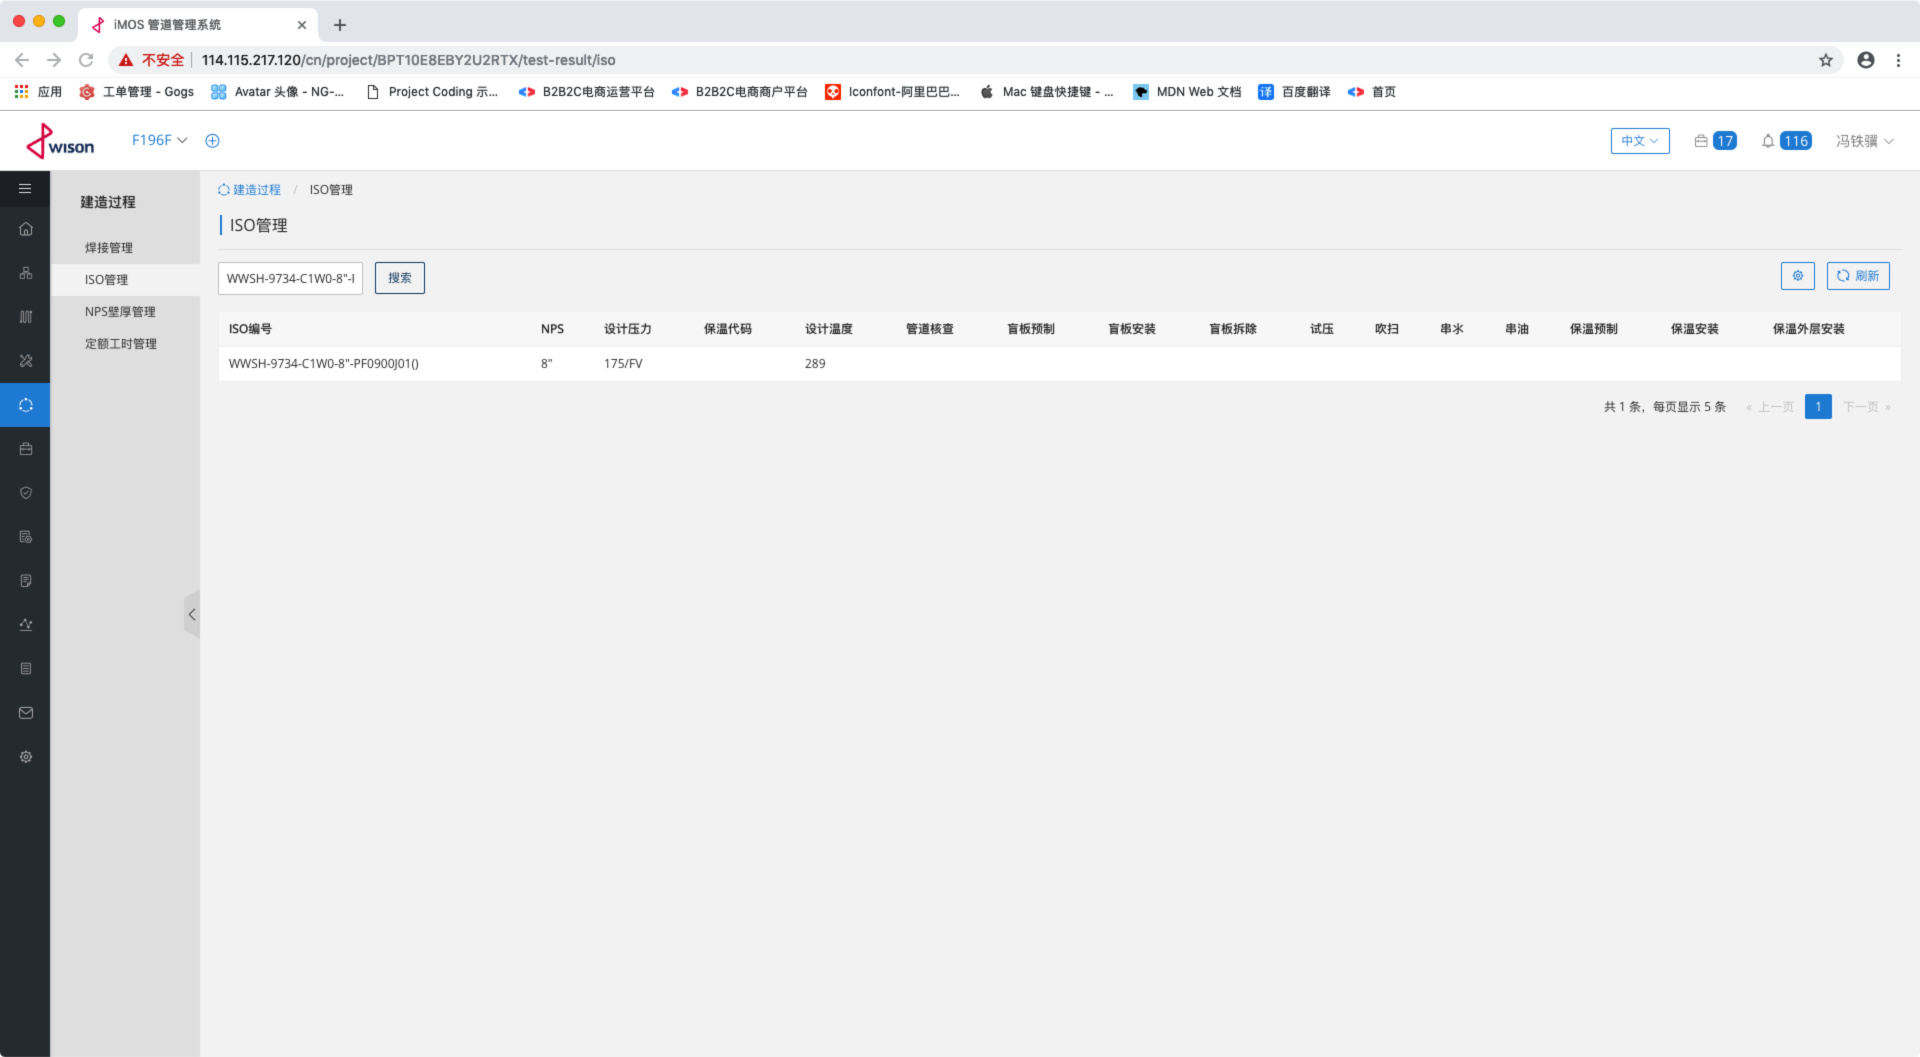 iMOS 管道管理系统
不安全 114.115.217.120/cn/project/BPT10E8EBY2U2RTX/test-result/iso
应用 工单管理 - Gogs Avatar 头像 - NG-... Project Coding 示... B2B2C电商运营平台 B2B2C电商商户平台 Iconfont-阿里巴巴... Mac 键盘快捷键 - ... MDN Web 文档 译 百度翻译 首页
wison F196F 中文 17 116 冯铁骥
建造过程
焊接管理
ISO管理
NPS壁厚管理
定额工时管理
建造过程 / ISO管理
ISO管理
WWSH-9734-C1W0-8"-I 搜索 刷新
ISO编号 NPS 设计压力 保温代码 设计温度 管道核查 盲板预制 盲板安装 盲板拆除 试压 吹扫 串水 串油 保温预制 保温安装 保温外层安装
WWSH-9734-C1W0-8"-PF0900J01() 8" 175/FV 289
共 1 条，每页显示 5 条 « 上一页 1 下一页 »